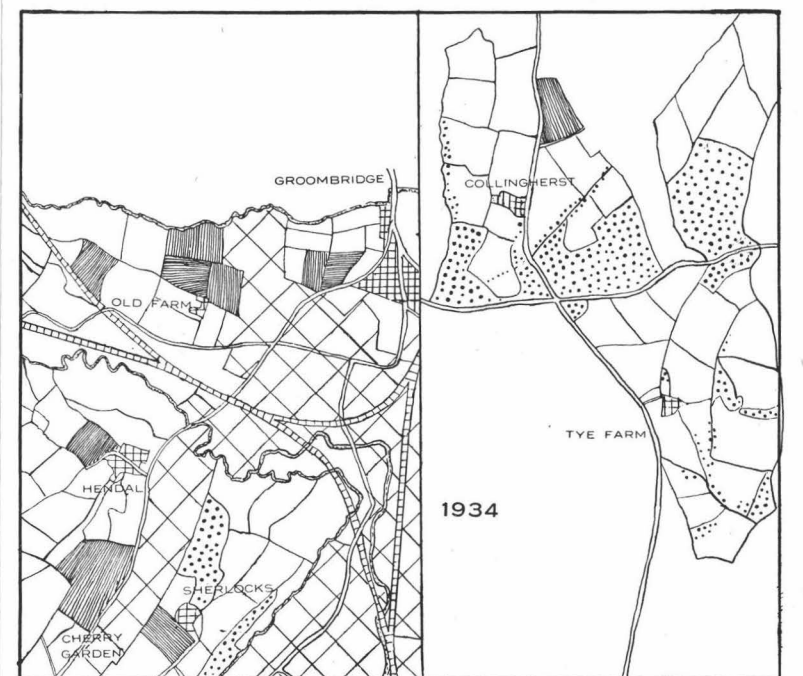 GROOMBRIDGE
COLLINGHERST
OLD FARM
TYE FARM
HENDAL
1934
SHERLOCKS
CHERRY
GARDEN